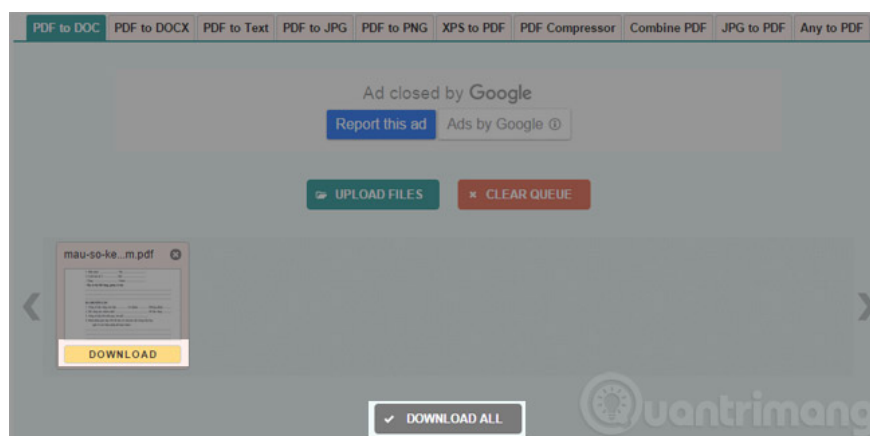 PDF to DOC PDF to DOCX PDF to Text PDF to JPG PDF to PNG XPS to PDF PDF Compressor Combine PDF JPG to PDF Any to PDF
Ad closed by Google
Report this ad Ads by Google
UPLOAD FILES CLEAR QUEUE
mau-so-ke...m.pdf
DOWNLOAD
DOWNLOAD ALL
Quantrimang